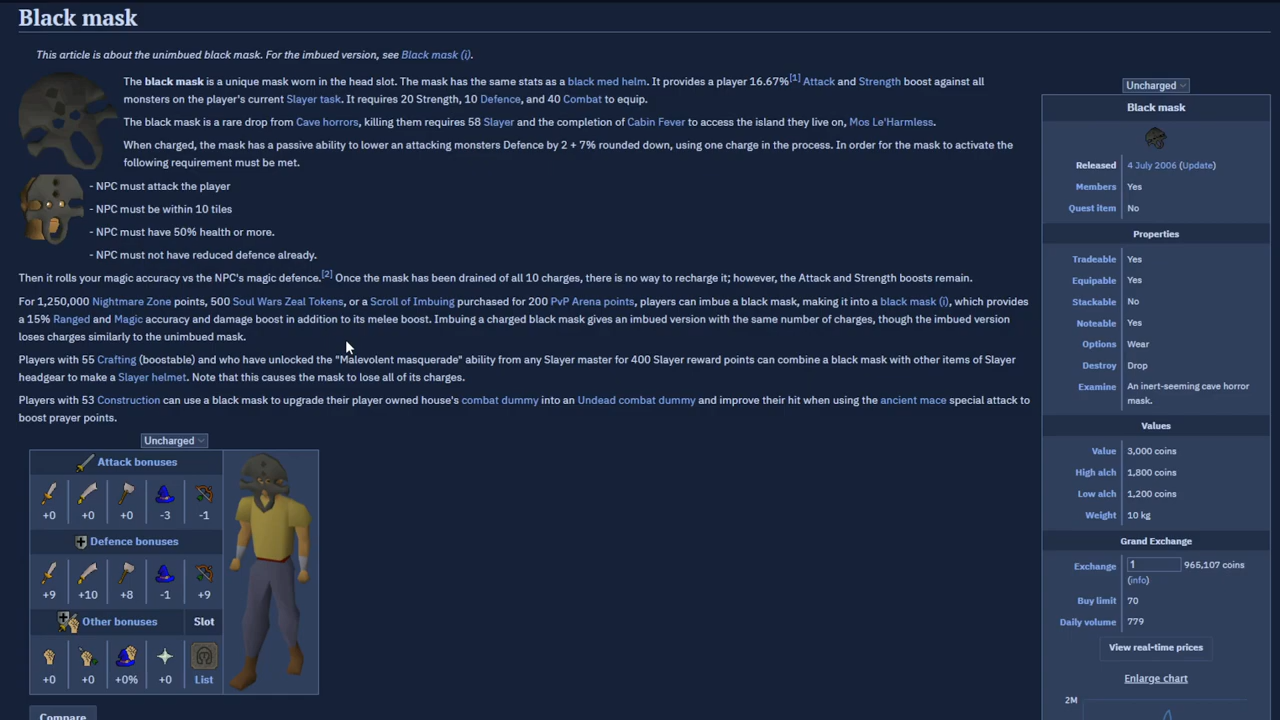 Black mask
This article is about the unimbued black mask. For the imbued version, see Black mask (i).
The black mask is a unique mask worn in the head slot. The mask has the same stats as a black med helm. It provides a player 16.67%[1] Attack and Strength boost against all
monsters on the player's current Slayer task. It requires 20 Strength, 10 Defence, and 40 Combat to equip.
The black mask is a rare drop from Cave horrors, killing them requires 58 Slayer and the completion of Cabin Fever to access the island they live on, Mos Le'Harmless.
When charged, the mask has a passive ability to lower an attacking monsters Defence by 2 + 7% rounded down, using one charge in the process. In order for the mask to activate the
following requirement must be met.
- NPC must attack the player
- NPC must be within 10 tiles
- NPC must have 50% health or more.
- NPC must not have reduced defence already.
Then it rolls your magic accuracy vs the NPC's magic defence.[2] Once the mask has been drained of all 10 charges, there is no way to recharge it; however, the Attack and Strength boosts remain.
For 1,250,000 Nightmare Zone points, 500 Soul Wars Zeal Tokens, or a Scroll of Imbuing purchased for 200 PvP Arena points, players can imbue a black mask, making it into a black mask (i), which provides
a 15% Ranged and Magic accuracy and damage boost in addition to its melee boost. Imbuing a charged black mask gives an imbued version with the same number of charges, though the imbued version
loses charges similarly to the unimbued mask.
Players with 55 Crafting (boostable) and who have unlocked the "Malevolent masquerade" ability from any Slayer master for 400 Slayer reward points can combine a black mask with other items of Slayer
headgear to make a Slayer helmet. Note that this causes the mask to lose all of its charges.
Players with 53 Construction can use a black mask to upgrade their player owned house's combat dummy into an Undead combat dummy and improve their hit when using the ancient mace special attack to
boost prayer points.
Uncharged
Attack bonuses
+0 +0 +0 -3 -1
Defence bonuses
+9 +10 +8 -1 +9
Other bonuses Slot
+0 +0 +0% +0 List
Compare
Uncharged
Black mask
Released 4 July 2006 (Update)
Members Yes
Quest item No
Properties
Tradeable Yes
Equipable Yes
Stackable No
Noteable Yes
Options Wear
Destroy Drop
Examine An inert-seeming cave horror
mask.
Values
Value 3,000 coins
High alch 1,800 coins
Low alch 1,200 coins
Weight 10 kg
Grand Exchange
Exchange 1 965,107 coins
(info)
Buy limit 70
Daily volume 779
View real-time prices
Enlarge chart
2M